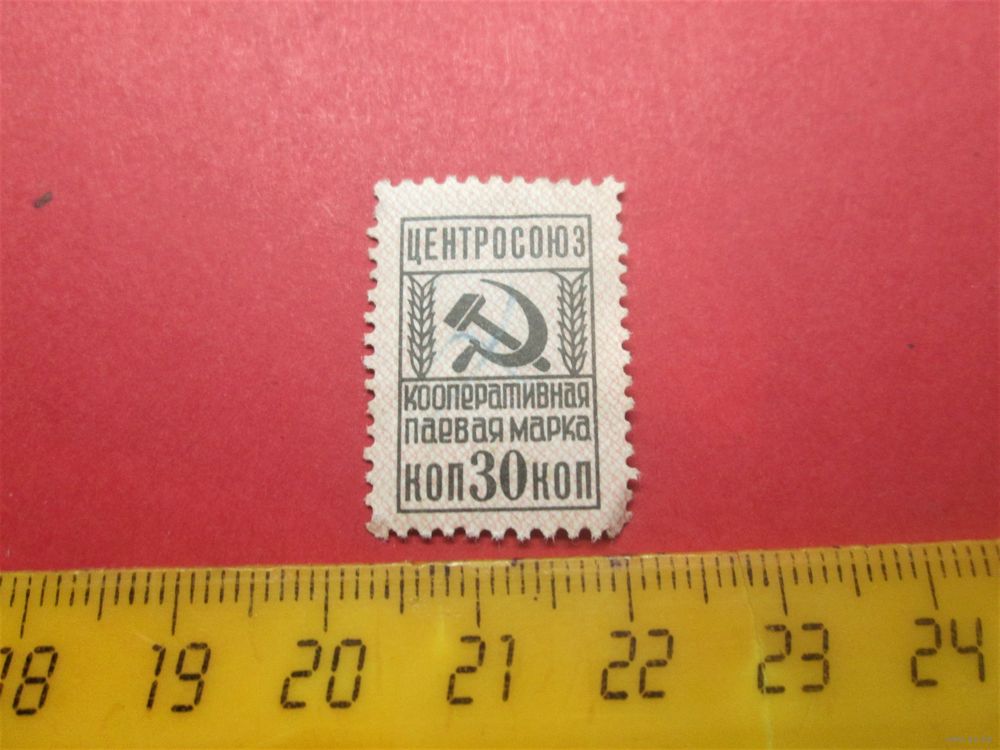 ЦЕНТРОСОЮЗ
КООПЕРАТИВНАЯ
ПАЕВАЯ МАРКА
КОП 30 КОП
18 19 20 21 22 23 24